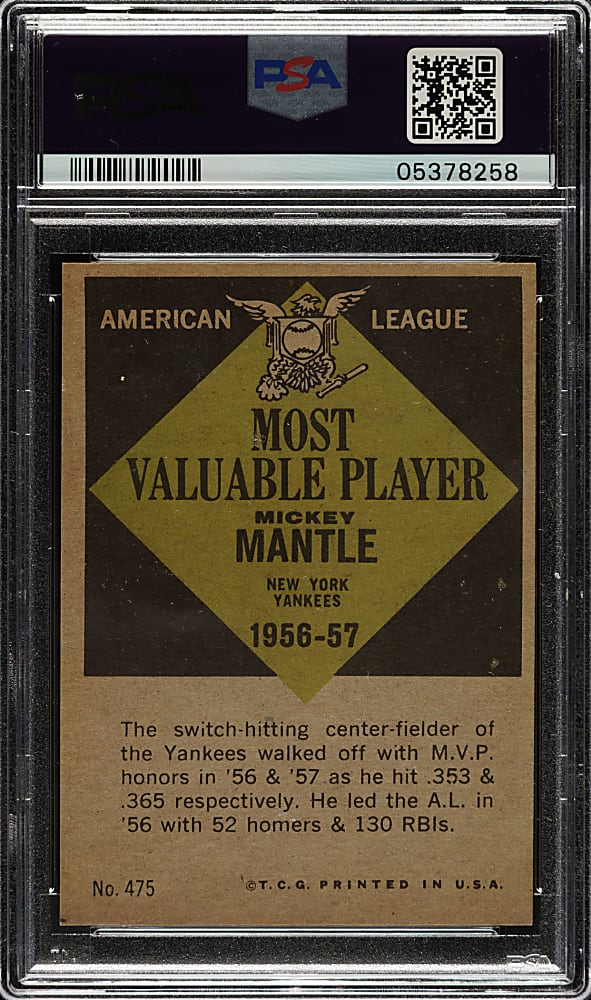 PSA
05378258
AMERICAN LEAGUE
MOST
VALUABLE PLAYER
MICKEY
MANTLE
NEW YORK
YANKEES
1956-57
The switch-hitting center-fielder of
the Yankees walked off with M.V.P.
honors in '56 & '57 as he hit .353 &
.365 respectively. He led the A.L. in
'56 with 52 homers & 130 RBIs.
No. 475 ©T.C.G. PRINTED IN U.S.A.
PSA